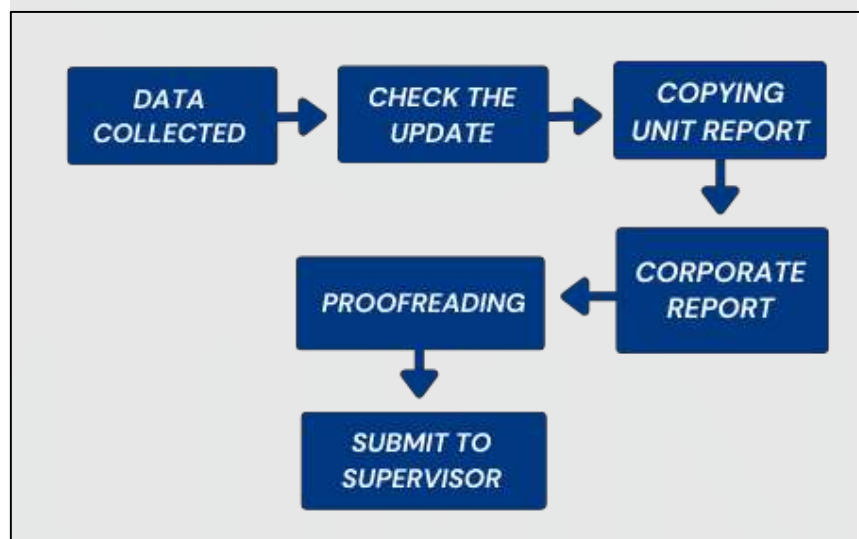 DATA
COLLECTED
CHECK THE
UPDATE
COPYING
UNIT REPORT
CORPORATE
REPORT
PROOFREADING
SUBMIT TO
SUPERVISOR